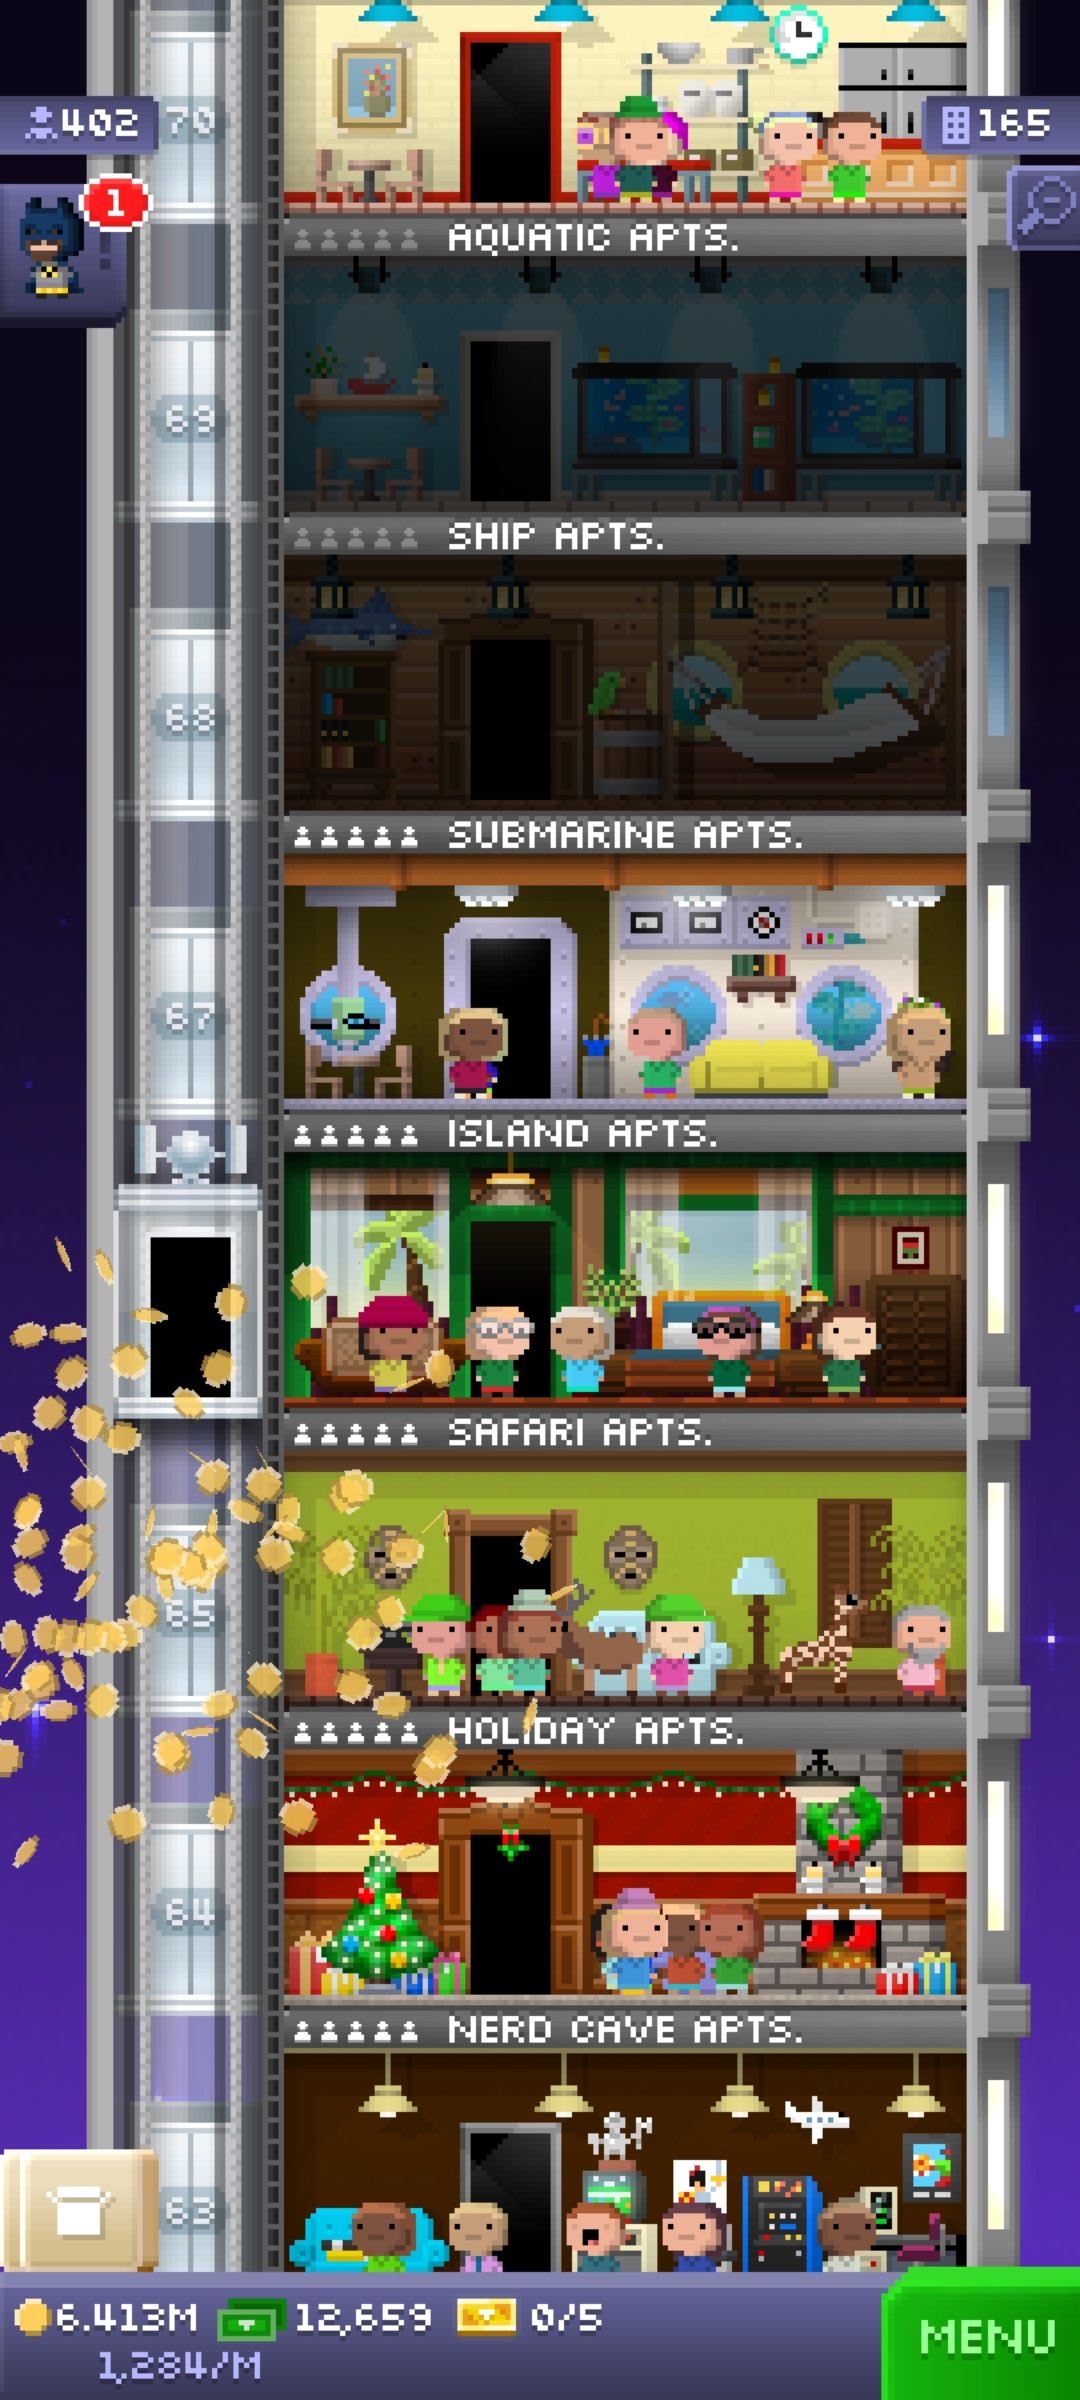 402
70
165
1
AQUATIC APTS.
69
SHIP APTS.
68
SUBMARINE APTS.
67
ISLAND APTS.
SAFARI APTS.
65
HOLIDAY APTS.
64
NERD CAVE APTS.
63
6.413M 12,659 0/5
1,284/M
MENU